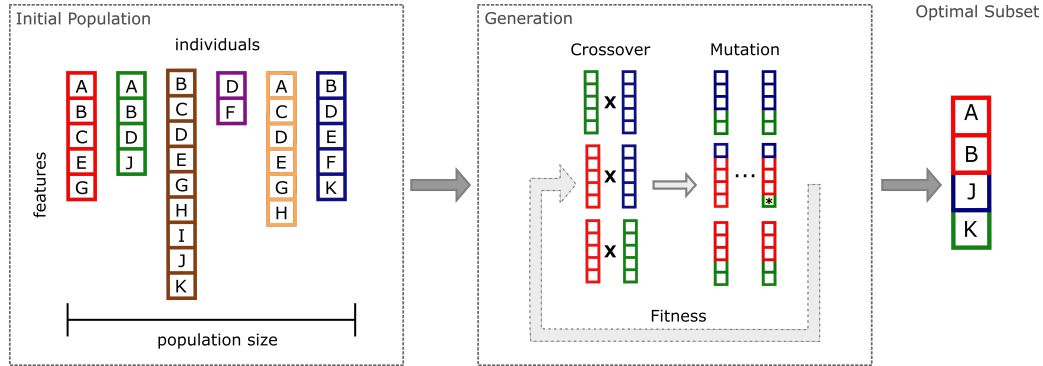 Initial Population
individuals
features
A
B
C
E
G
A
B
D
J
B
C
D
E
G
H
I
J
K
D
F
A
C
D
E
G
H
B
D
E
F
K
population size
Generation
Crossover
Mutation
X
X
...
*
X
Fitness
Optimal Subset
A
B
J
K